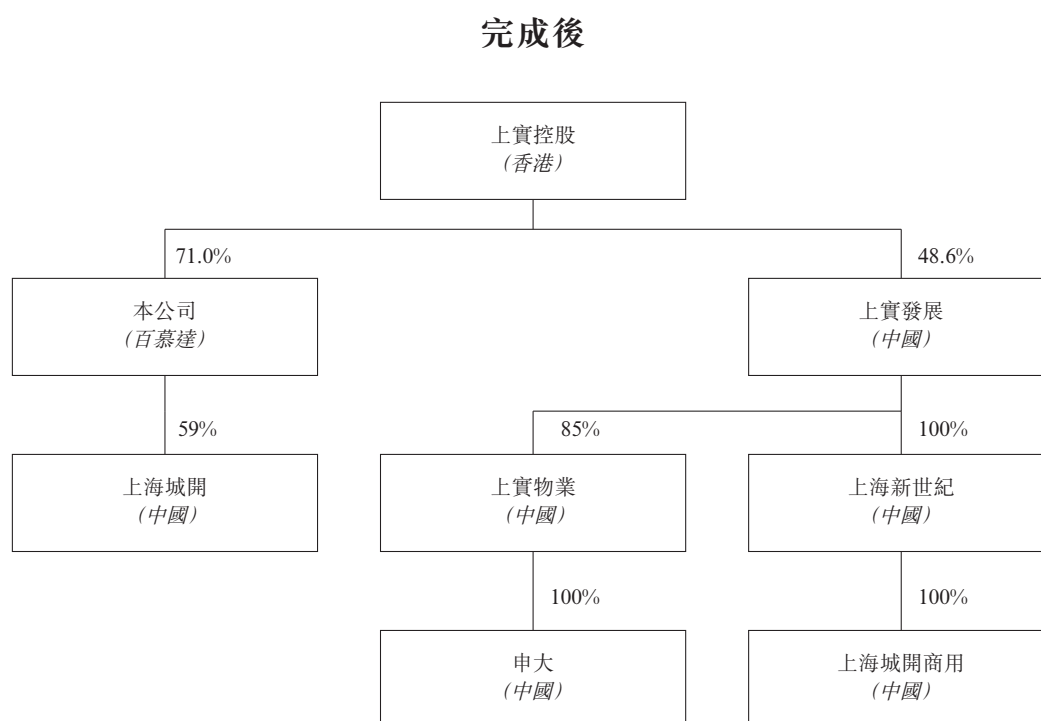 完成後
上實控股
（香港）
71.0%
48.6%
本公司
（百慕達）
上實發展
（中國）
59%
85%
100%
上海城開
（中國）
上實物業
（中國）
上海新世紀
（中國）
100%
100%
申大
（中國）
上海城開商用
（中國）